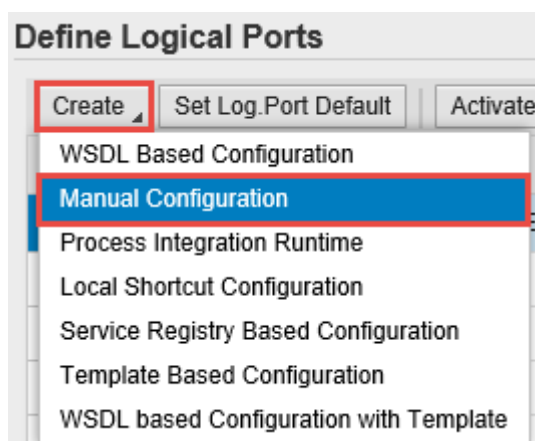 Define Logical Ports
Create Set Log.Port Default Activate
WSDL Based Configuration
Manual Configuration
Process Integration Runtime
Local Shortcut Configuration
Service Registry Based Configuration
Template Based Configuration
WSDL based Configuration with Template